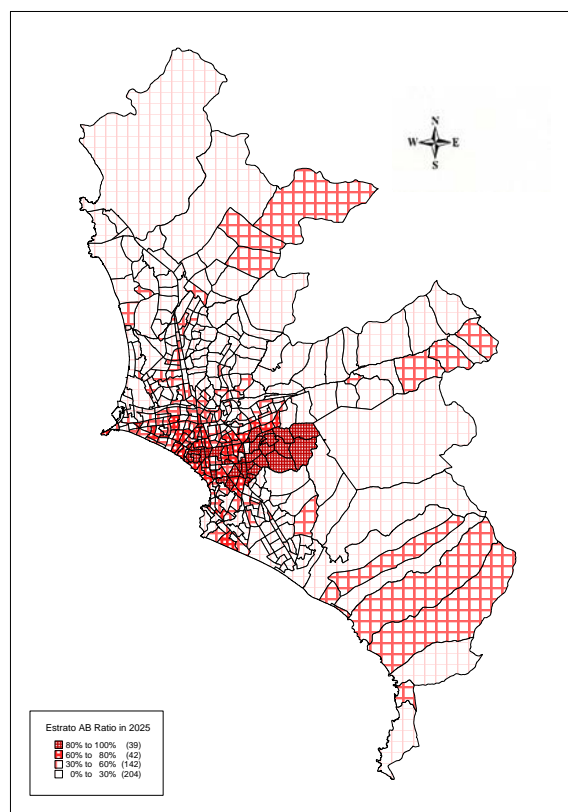 N
W E
S
Estrato AB Ratio in 2025
80% to 100% (39)
60% to 80% (42)
30% to 60% (142)
0% to 30% (204)